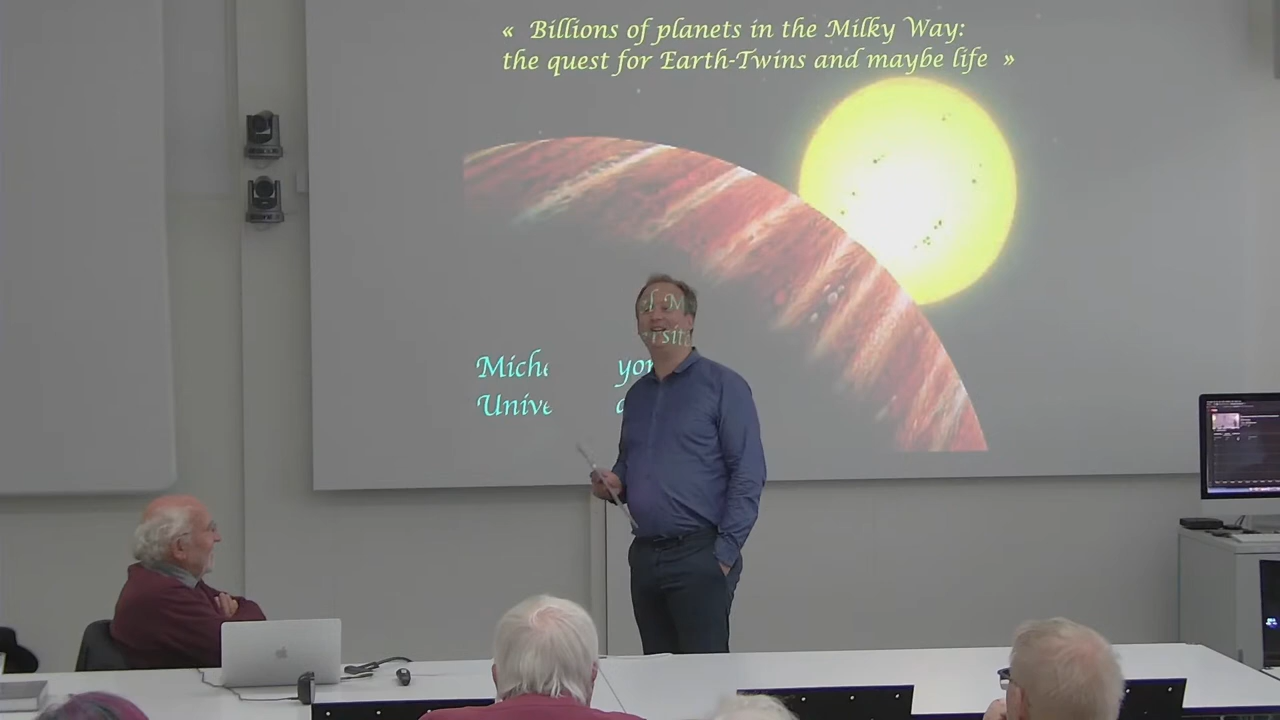 « Billions of planets in the Milky Way:
the quest for Earth-Twins and maybe life »